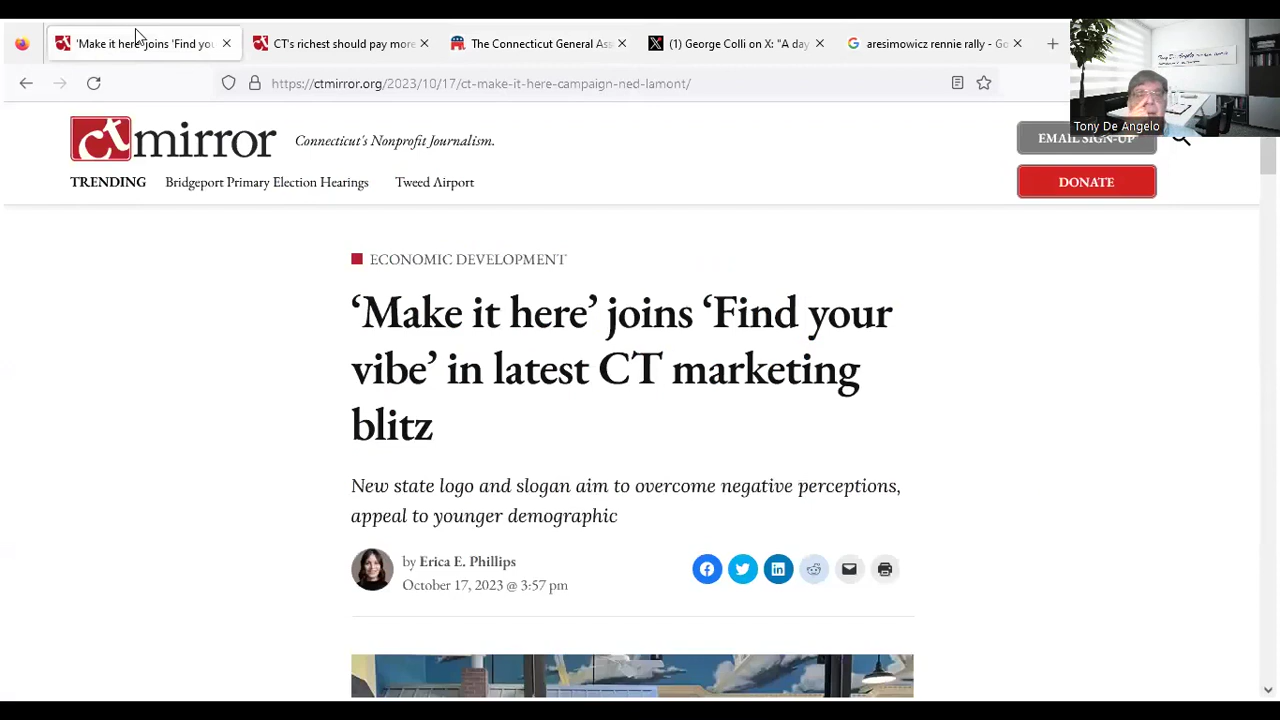 'Make it here' joins 'Find you
CT's richest should pay more
The Connecticut General Ass
(1) George Colli on X: "A day
aresimowicz rennie rally - Go
https://ctmirror.org/2023/10/17/ct-make-it-here-campaign-ned-lamont/
Tony De Angelo
ct mirror
Connecticut's Nonprofit Journalism.
EMAIL SIGN-UP
TRENDING
Bridgeport Primary Election Hearings
Tweed Airport
DONATE
ECONOMIC DEVELOPMENT
‘Make it here’ joins ‘Find your
vibe’ in latest CT marketing
blitz
New state logo and slogan aim to overcome negative perceptions,
appeal to younger demographic
by Erica E. Phillips
October 17, 2023 @ 3:57 pm